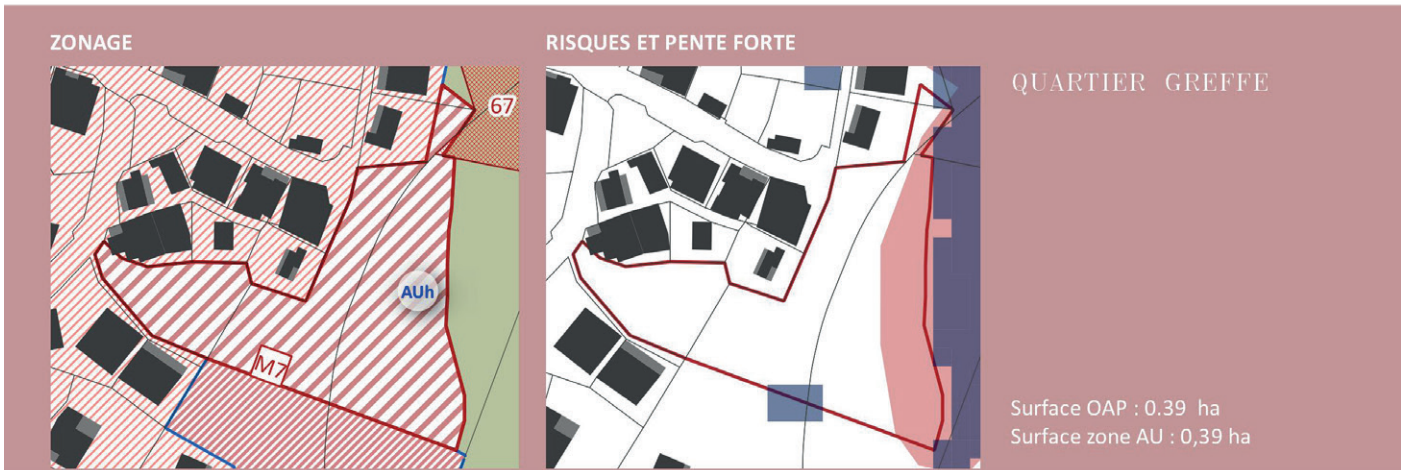 ZONAGE
RISQUES ET PENTE FORTE
QUARTIER GREFFE
67
AUh
M7
Surface OAP : 0.39 ha
Surface zone AU : 0,39 ha